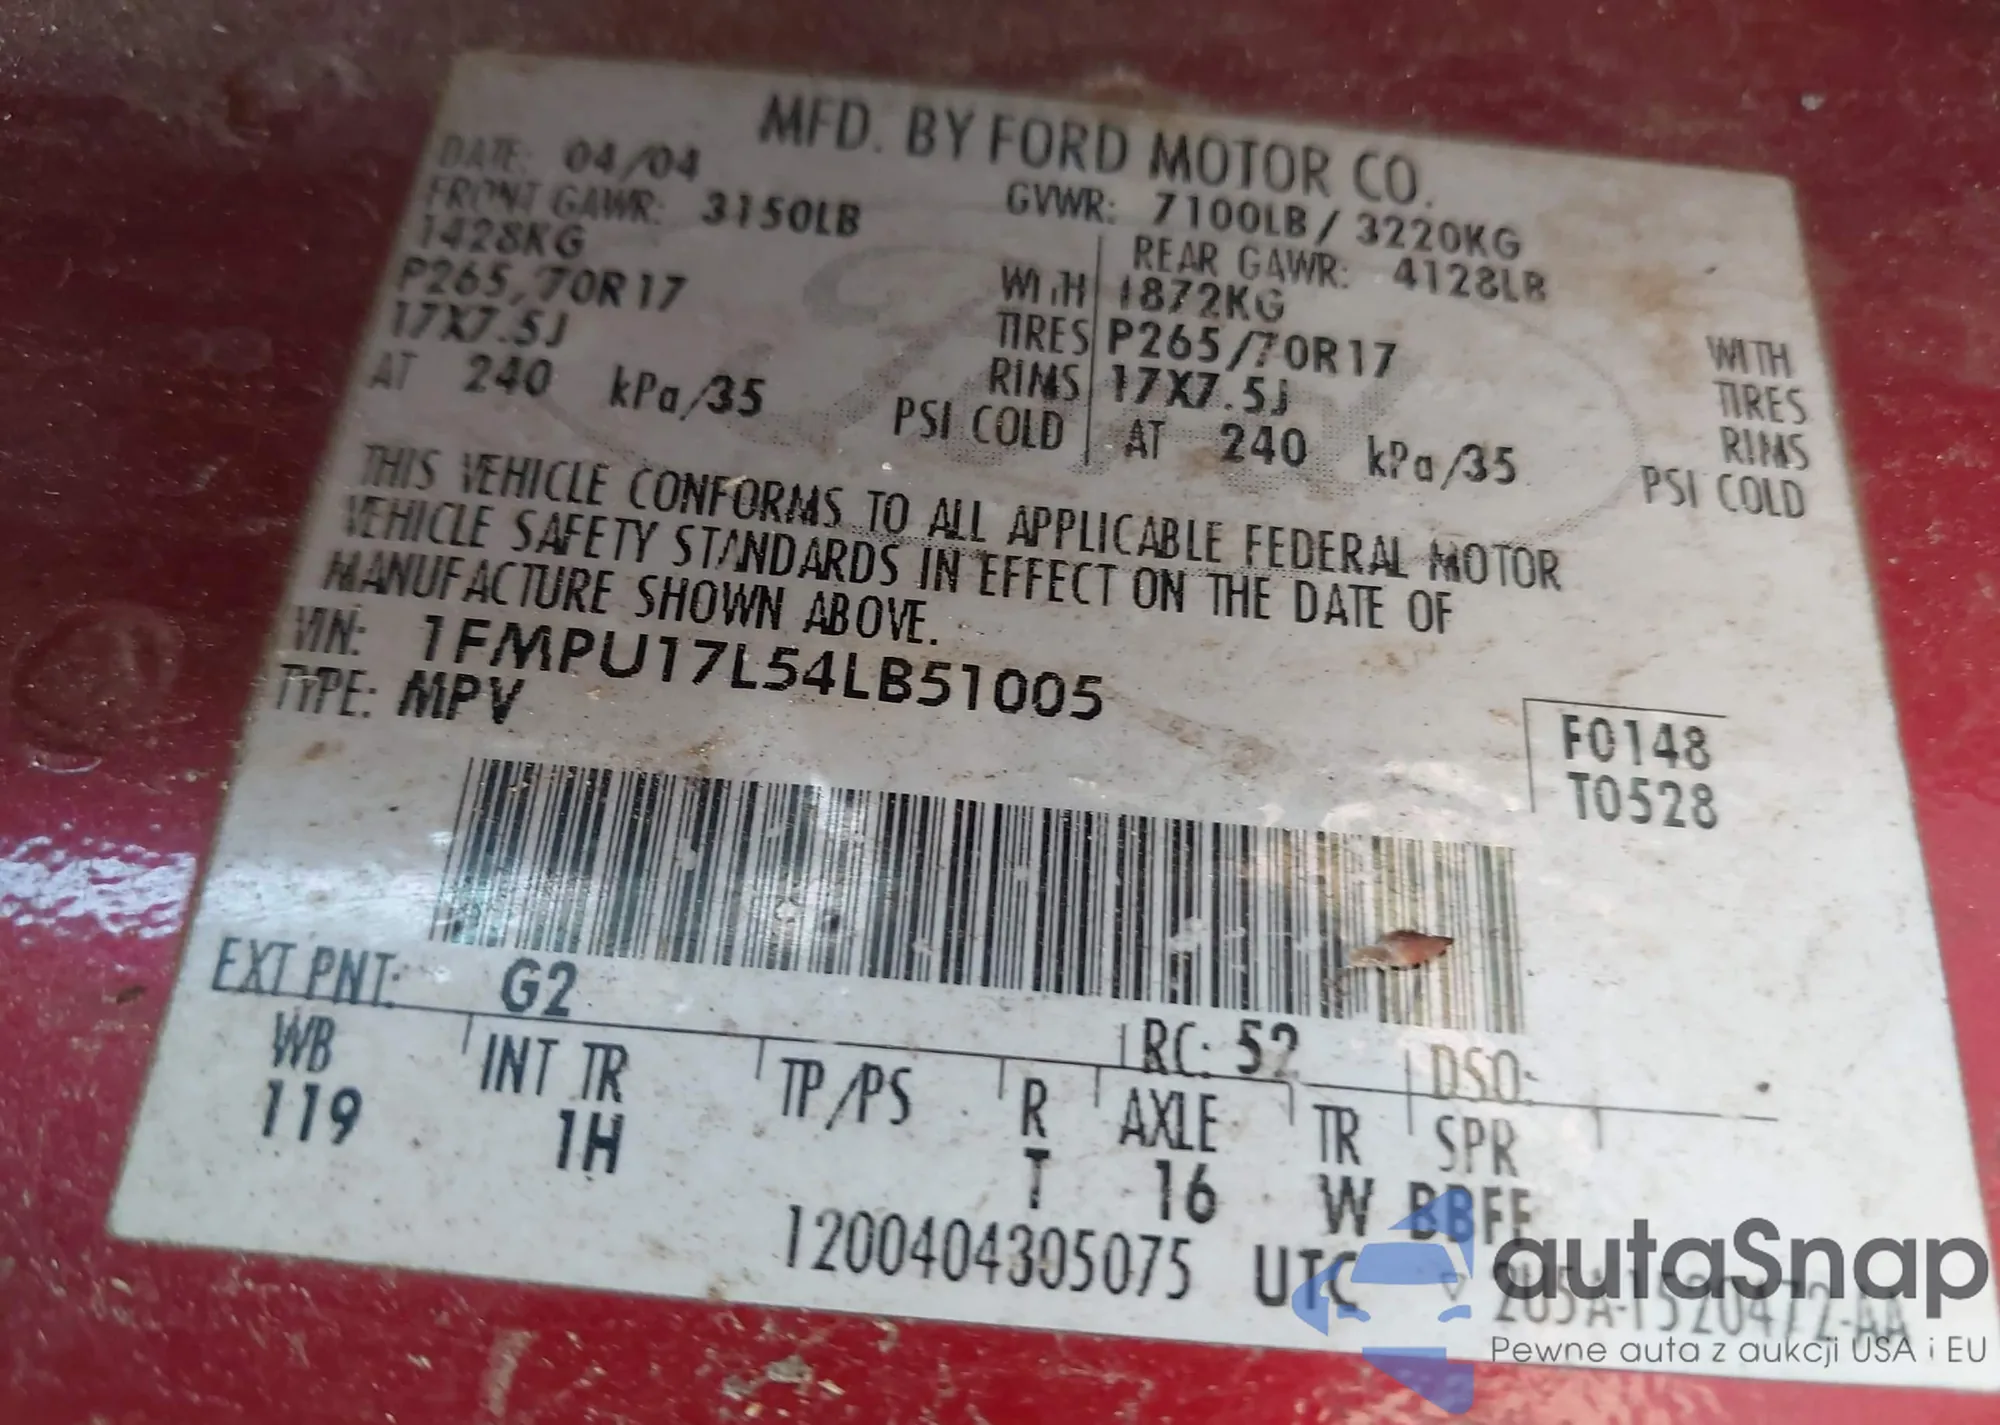 MFD. BY FORD MOTOR CO.
DATE: 04/04 GVWR: 7100LB / 3220KG
FRONT GAWR: 3150LB REAR GAWR: 4128LB
1428KG WITH 1872KG WITH
P265/70R17 TIRES P265/70R17 TIRES
17X7.5J RIMS 17X7.5J RIMS
AT 240 kPa/35 PSI COLD AT 240 kPa/35 PSI COLD
THIS VEHICLE CONFORMS TO ALL APPLICABLE FEDERAL MOTOR
VEHICLE SAFETY STANDARDS IN EFFECT ON THE DATE OF
MANUFACTURE SHOWN ABOVE.
VIN: 1FMPU17L54LB51005
TYPE: MPV
F0148
T0528
EXT PNT: G2 RC: 52 DSO:
WB INT TR TP/PS R AXLE TR SPR
119 1H T 16 W BBFF
1200404305075 UTC
autaSnap
Pewne auta z aukcji USA i EU